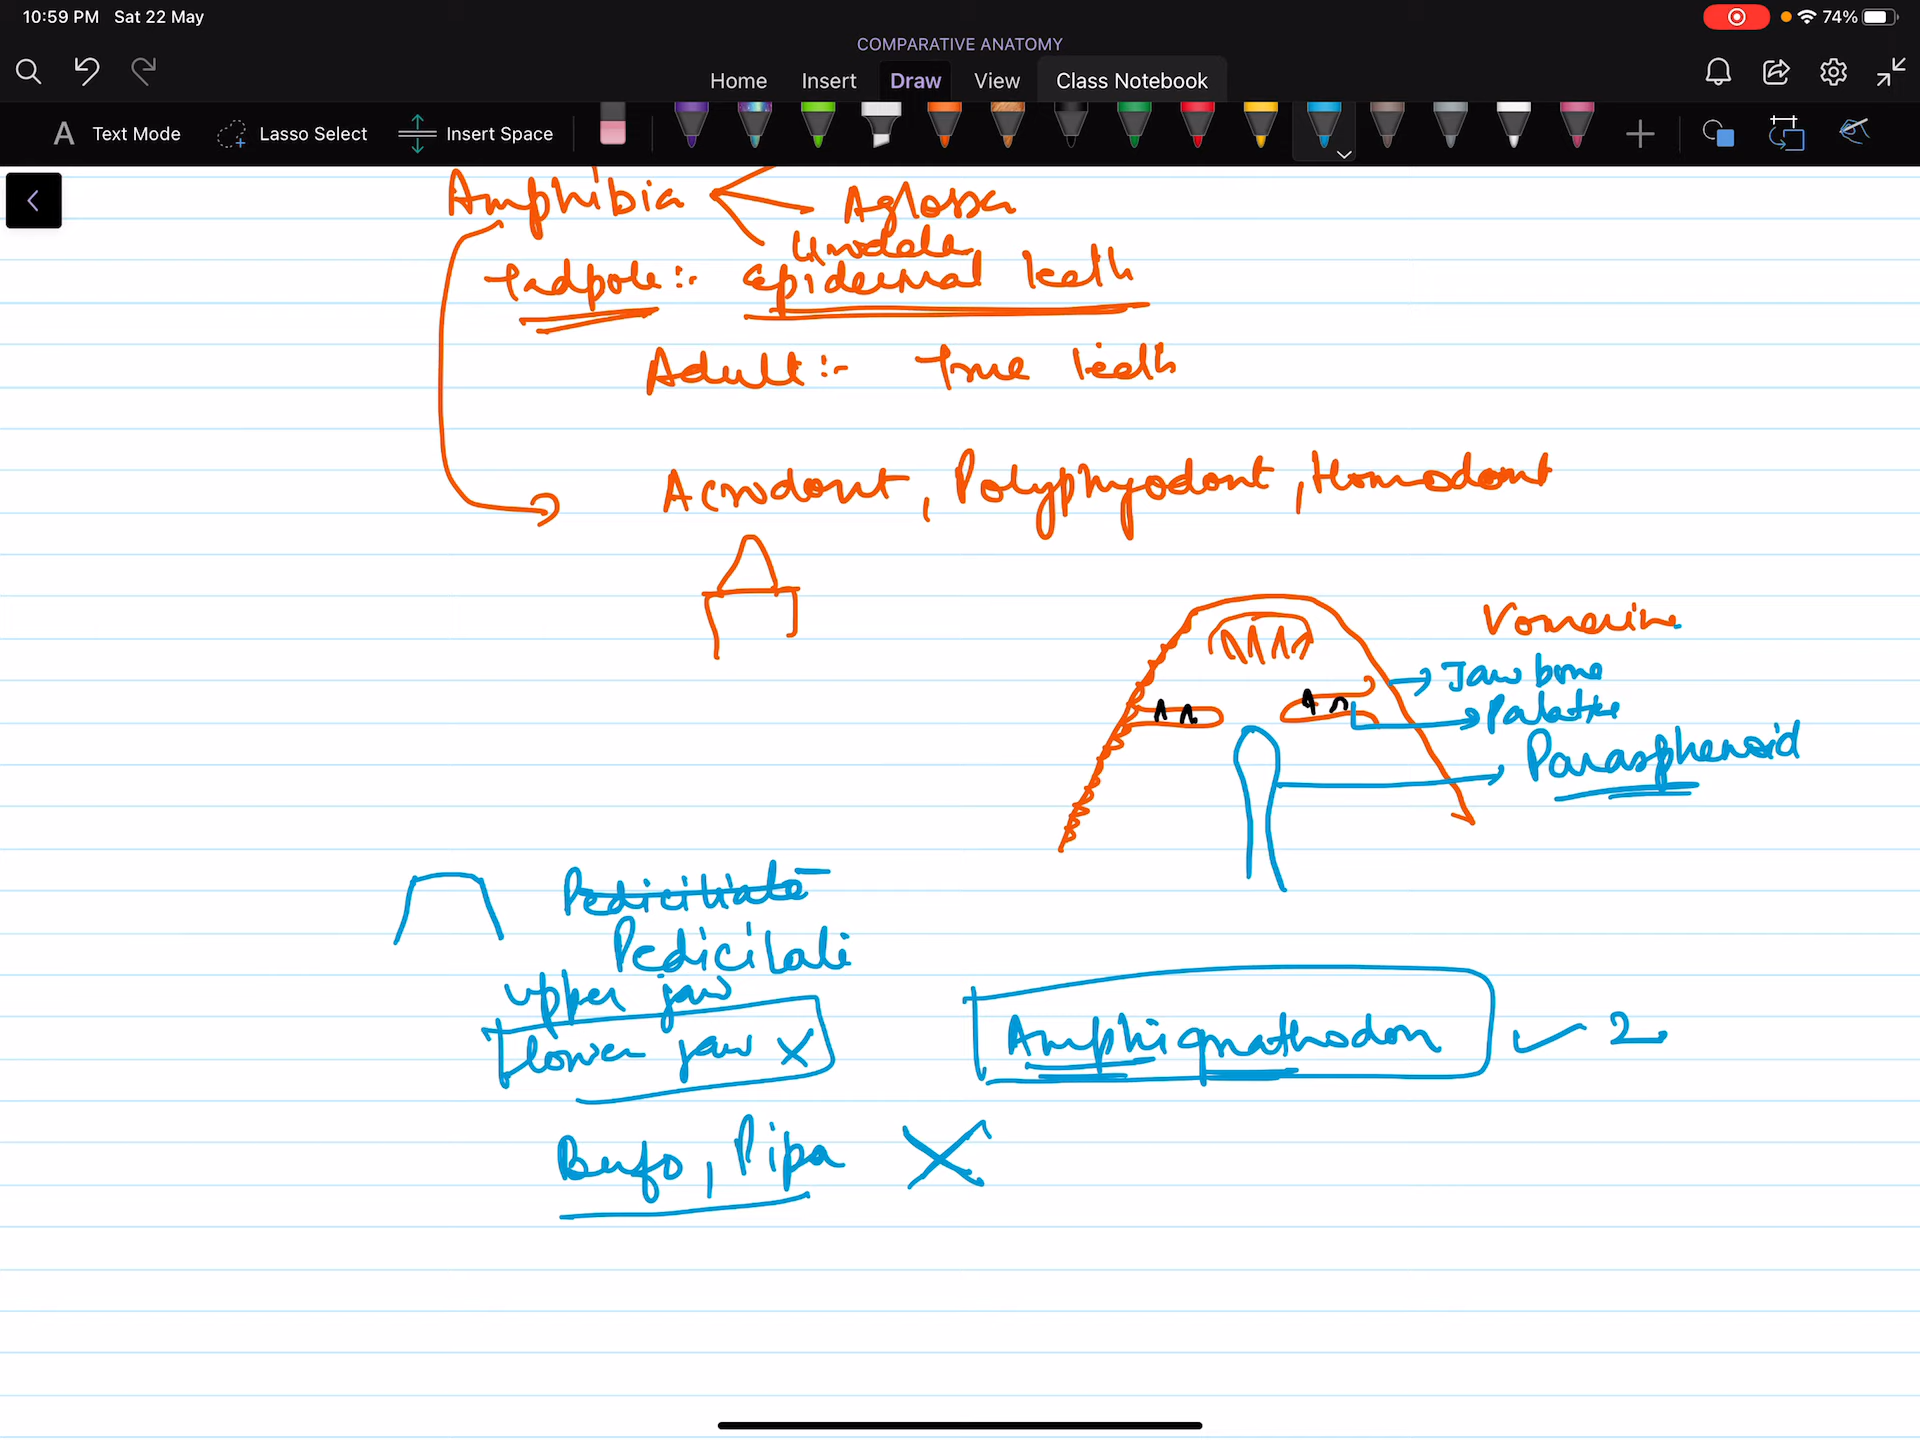 10:59 PM Sat 22 May
74%
COMPARATIVE ANATOMY
Home Insert Draw View Class Notebook
A Text Mode Lasso Select Insert Space
Amphibia
Aglossa
Urodela
Tadpole :- Epidermal teeth
Adult :- True teeth
Acrodont, Polyphyodont, Homodont
Vomerine
Jaw bone
Palatine
Parasphenoid
Pediciliate
Pedicilate
upper jaw
Lower jaw X
Amphignathodon ✓ 2
Bufo, Pipa X